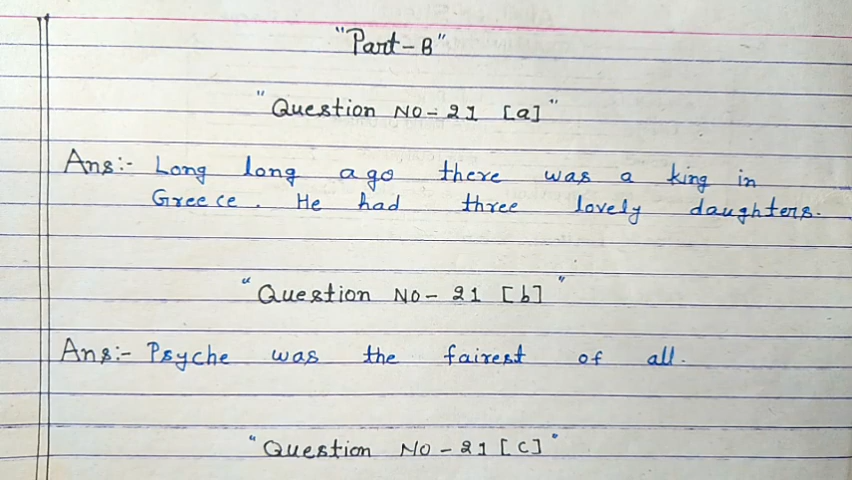 "Part-B"
"Question No-21 [a]"
Ans:- Long long ago there was a king in
Greece. He had three lovely daughters.
"Question No-21 [b]"
Ans:- Psyche was the fairest of all.
"Question No-21 [c]"